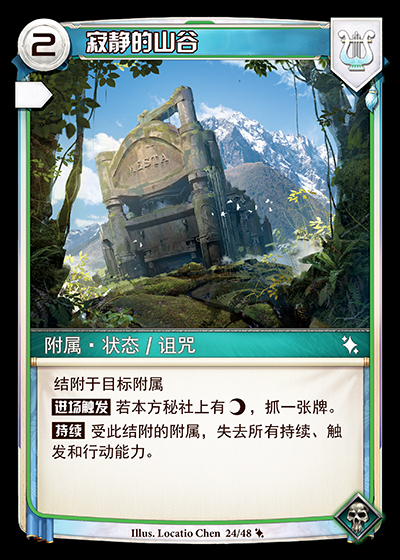 2
寂静的山谷
VESTA
附属·状态 / 诅咒
结附于目标附属
进场触发 若本方秘社上有，抓一张牌。
持续 受此结附的附属，失去所有持续、触
发和行动能力。
Illus. Locatio Chen 24/48